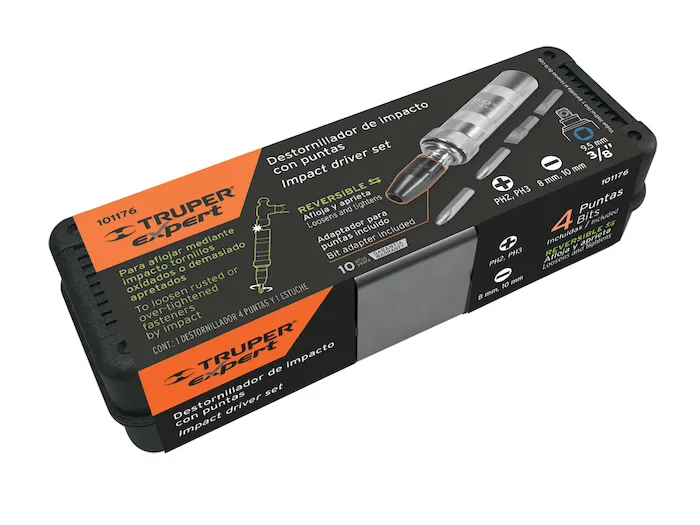 101176
TRUPER
expert
Para aflojar mediante
impacto tornillos
oxidados o demasiado
apretados
To loosen rusted or
over-tightened
fasteners
by impact
CONT.: 1 DESTORNILLADOR 4 PUNTAS Y 1 ESTUCHE
Destornillador de impacto
con puntas
Impact driver set
REVERSIBLE
Afloja y aprieta
Loosens and tightens
Adaptador para
puntas incluido
Bit adapter included
10
PH2, PH3
8 mm, 10 mm
9.5 mm
3/8"
101176
4 Puntas
Bits
incluidas / included
REVERSIBLE
Afloja y aprieta
Loosens and tightens
PH2, PH3
8 mm, 10 mm
TRUPER
expert
Destornillador de impacto
con puntas
Impact driver set